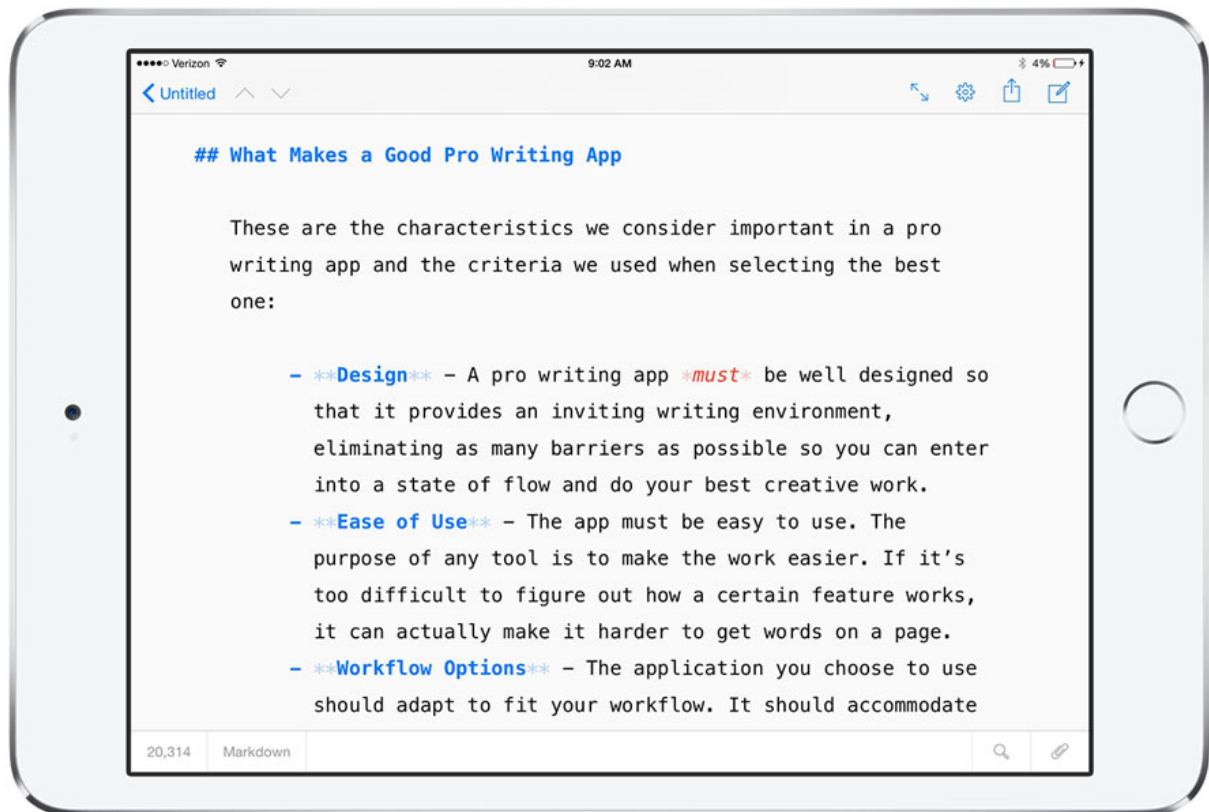 ●●●●○ Verizon 9:02 AM 4%
Untitled
## What Makes a Good Pro Writing App
These are the characteristics we consider important in a pro
writing app and the criteria we used when selecting the best
one:
– **Design** – A pro writing app *must* be well designed so
that it provides an inviting writing environment,
eliminating as many barriers as possible so you can enter
into a state of flow and do your best creative work.
– **Ease of Use** – The app must be easy to use. The
purpose of any tool is to make the work easier. If it’s
too difficult to figure out how a certain feature works,
it can actually make it harder to get words on a page.
– **Workflow Options** – The application you choose to use
should adapt to fit your workflow. It should accommodate
20,314 Markdown